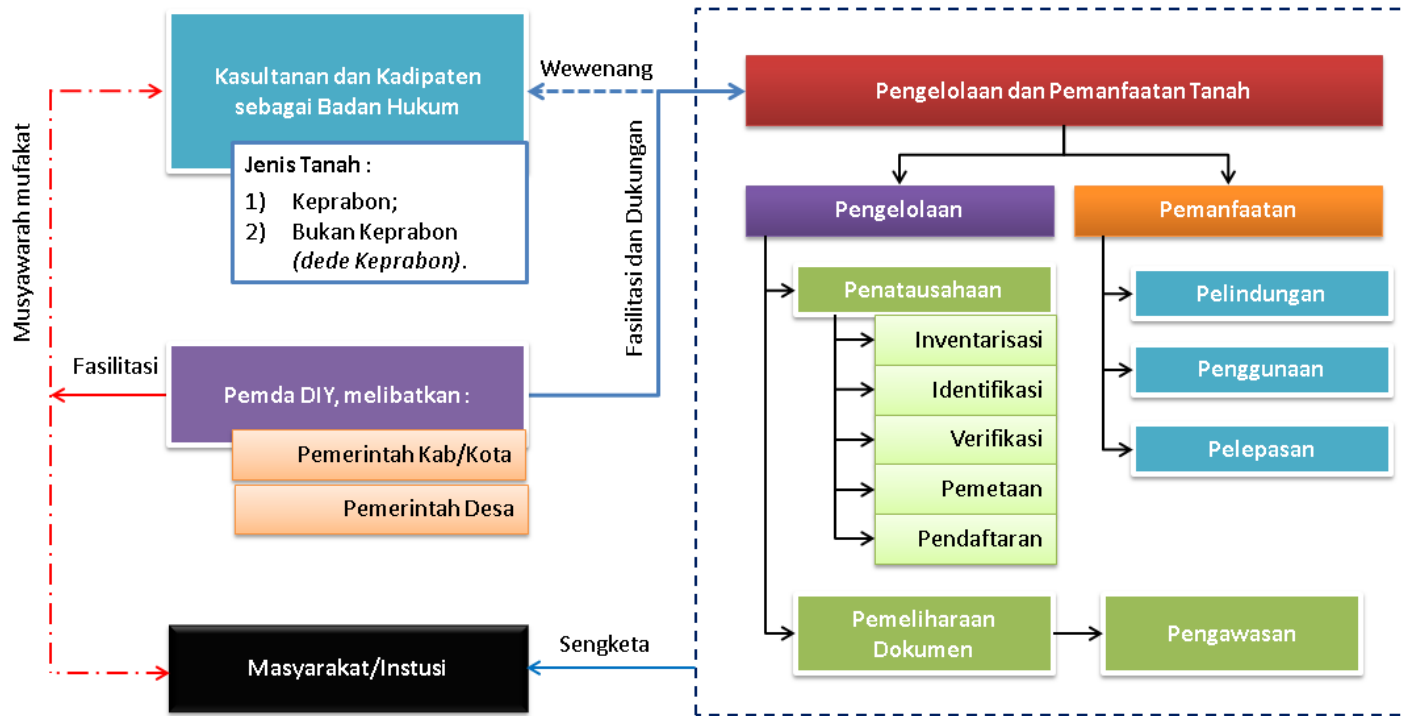 Kasultanan dan Kadipaten
sebagai Badan Hukum
Jenis Tanah :
1) Keprabon;
2) Bukan Keprabon
(dede Keprabon).
Wewenang
Musyawarah mufakat
Fasilitasi dan Dukungan
Fasilitasi
Pemda DIY, melibatkan :
Pemerintah Kab/Kota
Pemerintah Desa
Masyarakat/Instusi
Sengketa
Pengelolaan dan Pemanfaatan Tanah
Pengelolaan
Penatausahaan
Inventarisasi
Identifikasi
Verifikasi
Pemetaan
Pendaftaran
Pemeliharaan
Dokumen
Pengawasan
Pemanfaatan
Pelindungan
Penggunaan
Pelepasan